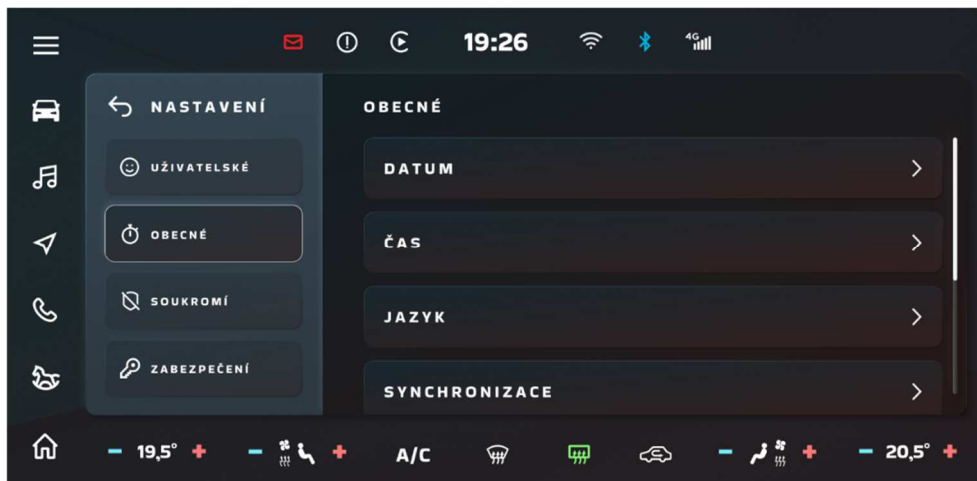 19:26
4G
NASTAVENÍ
UŽIVATELSKÉ
OBECNÉ
SOUKROMÍ
ZABEZPEČENÍ
OBECNÉ
DATUM
ČAS
JAZYK
SYNCHRONIZACE
- 19,5° + - + A/C - + - 20,5° +